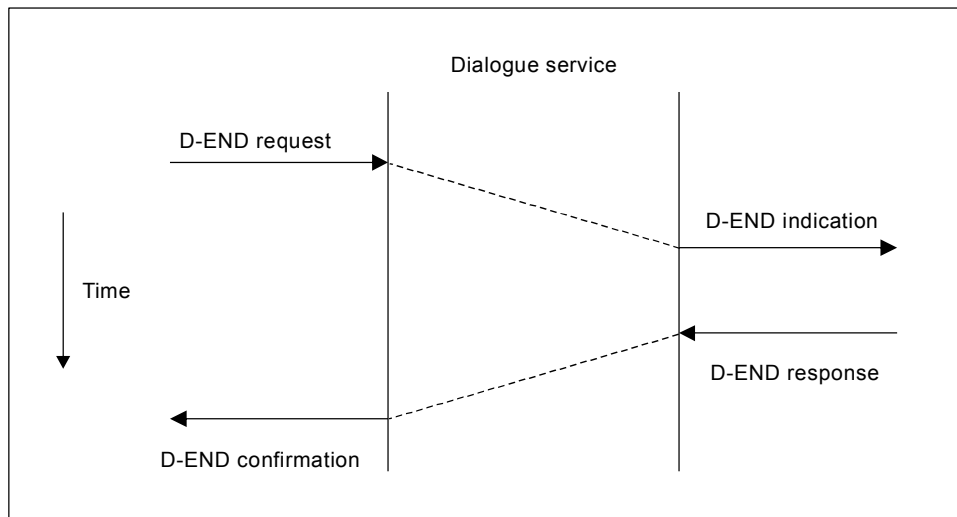 Dialogue service
D-END request
D-END indication
Time
D-END response
D-END confirmation